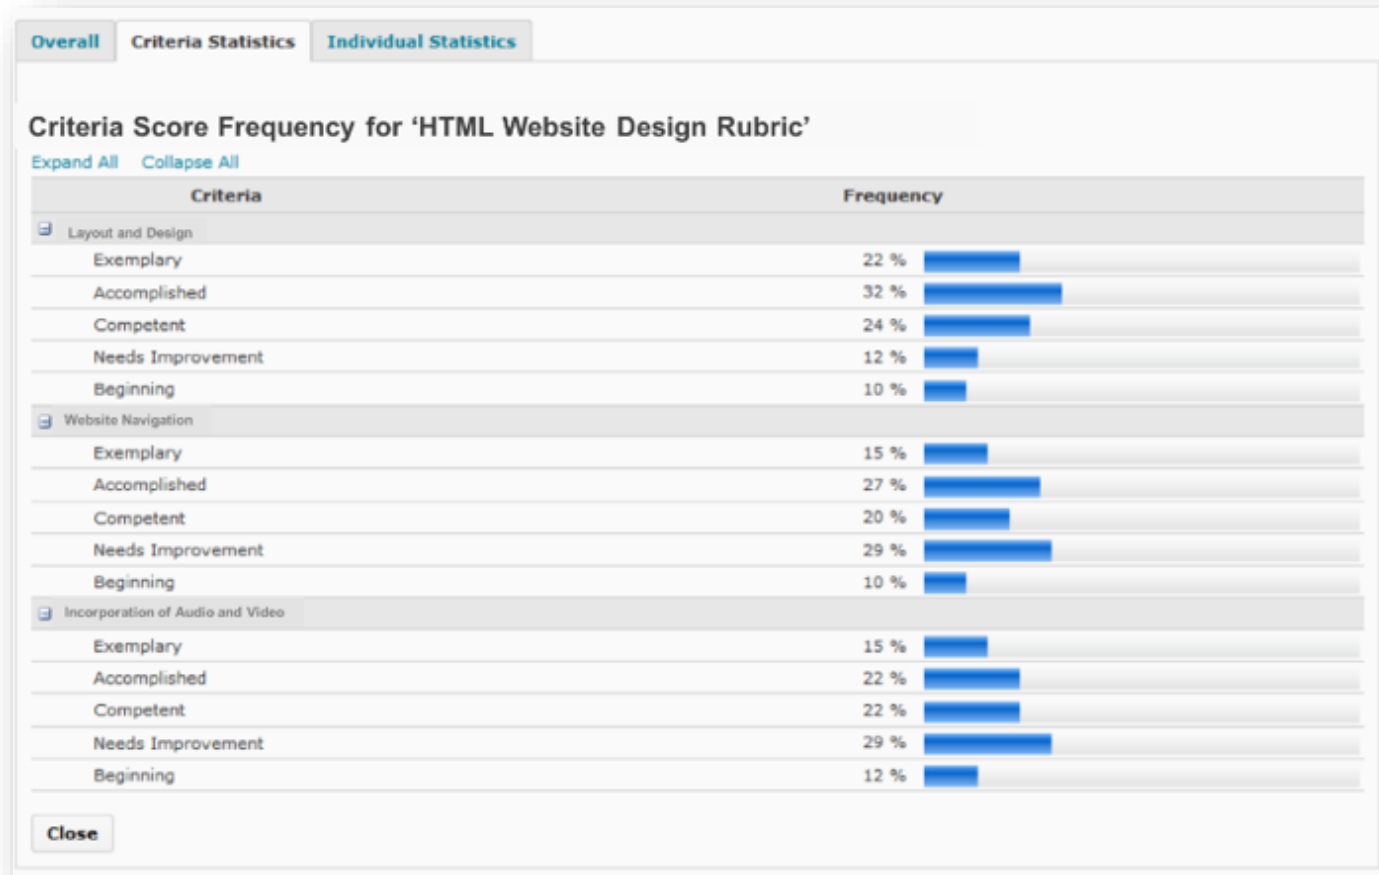 Overall Criteria Statistics Individual Statistics
Criteria Score Frequency for ‘HTML Website Design Rubric’
Expand All Collapse All
Criteria Frequency
Layout and Design
Exemplary 22 %
Accomplished 32 %
Competent 24 %
Needs Improvement 12 %
Beginning 10 %
Website Navigation
Exemplary 15 %
Accomplished 27 %
Competent 20 %
Needs Improvement 29 %
Beginning 10 %
Incorporation of Audio and Video
Exemplary 15 %
Accomplished 22 %
Competent 22 %
Needs Improvement 29 %
Beginning 12 %
Close